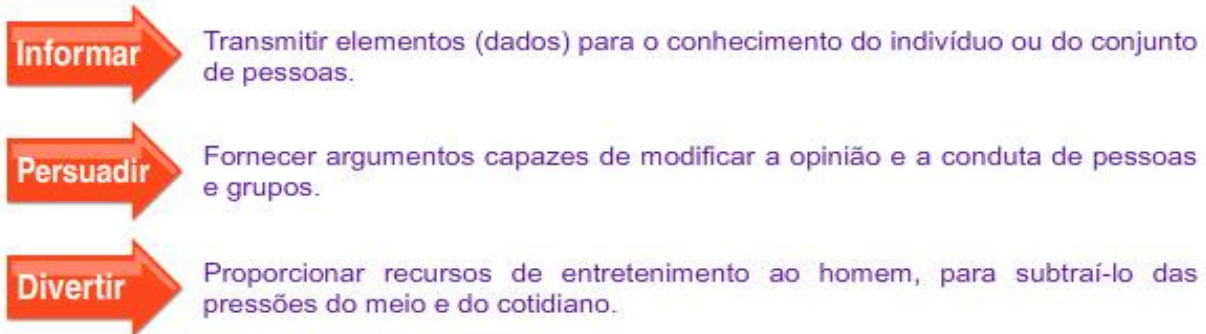 Informar
Transmitir elementos (dados) para o conhecimento do indivíduo ou do conjunto
de pessoas.
Persuadir
Fornecer argumentos capazes de modificar a opinião e a conduta de pessoas
e grupos.
Divertir
Proporcionar recursos de entretenimento ao homem, para subtraí-lo das
pressões do meio e do cotidiano.